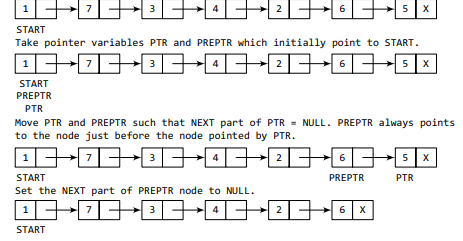 1 7 3 4 2 6 5 X
START
Take pointer variables PTR and PREPTR which initially point to START.
1 7 3 4 2 6 5 X
START
PREPTR
PTR
Move PTR and PREPTR such that NEXT part of PTR = NULL. PREPTR always points
to the node just before the node pointed by PTR.
1 7 3 4 2 6 5 X
START PREPTR PTR
Set the NEXT part of PREPTR node to NULL.
1 7 3 4 2 6 X
START